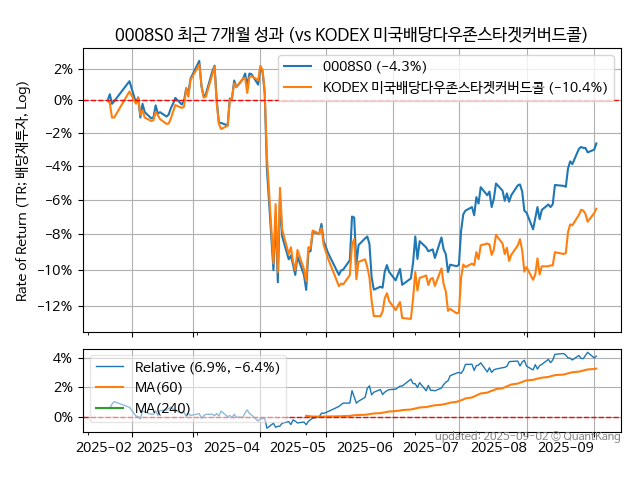 0008S0 최근 7개월 성과 (vs KODEX 미국배당다우존스타겟커버드콜)
Rate of Return (TR; 배당재투자, Log)
2%
0%
−2%
−4%
−6%
−8%
−10%
−12%
0008S0 (−4.3%)
KODEX 미국배당다우존스타겟커버드콜 (−10.4%)
4%
2%
0%
Relative (6.9%, −6.4%)
MA(60)
MA(240)
updated: 2025-09-02 © QuantKang
2025-02 2025-03 2025-04 2025-05 2025-06 2025-07 2025-08 2025-09